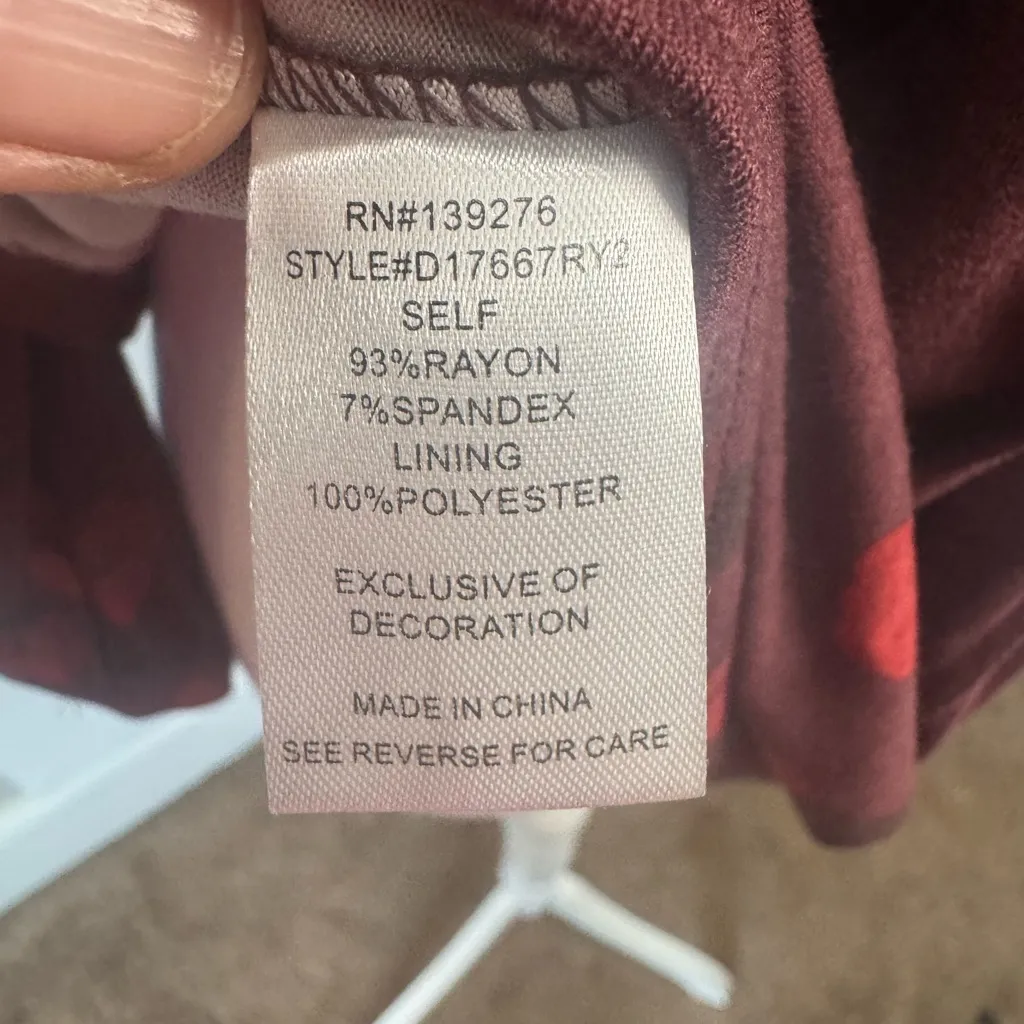 RN#139276
STYLE#D17667RY2
SELF
93%RAYON
7%SPANDEX
LINING
100%POLYESTER
EXCLUSIVE OF
DECORATION
MADE IN CHINA
SEE REVERSE FOR CARE